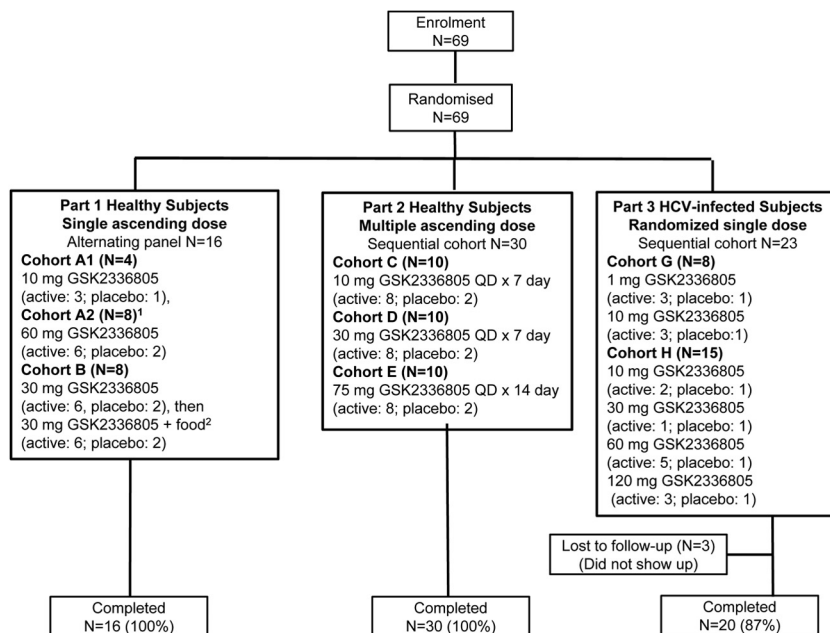 Enrolment
N=69
Randomised
N=69
Part 1 Healthy Subjects
Single ascending dose
Alternating panel N=16
Cohort A1 (N=4)
10 mg GSK2336805
(active: 3; placebo: 1),
Cohort A2 (N=8)¹
60 mg GSK2336805
(active: 6; placebo: 2)
Cohort B (N=8)
30 mg GSK2336805
(active: 6, placebo: 2), then
30 mg GSK2336805 + food²
(active: 6; placebo: 2)
Part 2 Healthy Subjects
Multiple ascending dose
Sequential cohort N=30
Cohort C (N=10)
10 mg GSK2336805 QD x 7 day
(active: 8; placebo: 2)
Cohort D (N=10)
30 mg GSK2336805 QD x 7 day
(active: 8; placebo: 2)
Cohort E (N=10)
75 mg GSK2336805 QD x 14 day
(active: 8; placebo: 2)
Part 3 HCV-infected Subjects
Randomized single dose
Sequential cohort N=23
Cohort G (N=8)
1 mg GSK2336805
(active: 3; placebo: 1)
10 mg GSK2336805
(active: 3; placebo:1)
Cohort H (N=15)
10 mg GSK2336805
(active: 2; placebo: 1)
30 mg GSK2336805
(active: 1; placebo: 1)
60 mg GSK2336805
(active: 5; placebo: 1)
120 mg GSK2336805
(active: 3; placebo: 1)
Lost to follow-up (N=3)
(Did not show up)
Completed
N=16 (100%)
Completed
N=30 (100%)
Completed
N=20 (87%)